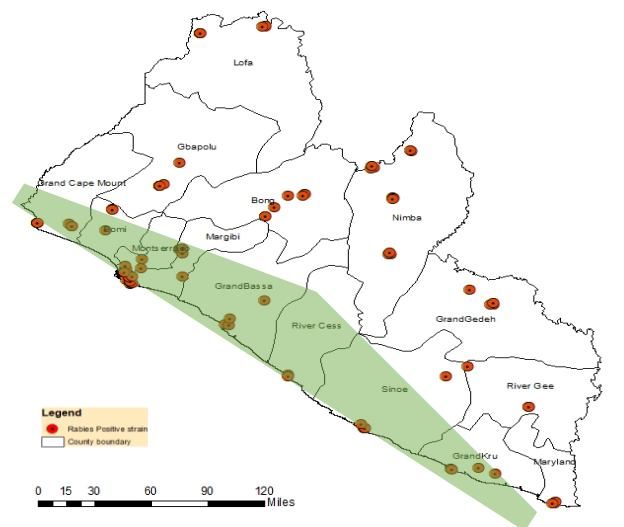 Lofa
Gbapolu
Grand Cape Mount
Bong
Bomi
Nimba
Margibi
Montserrado
GrandBassa
GrandGedeh
River Cess
Sinoe
River Gee
GrandKru
Maryland
Legend
Rabies Positive strain
County boundary
0 15 30 60 90 120
Miles